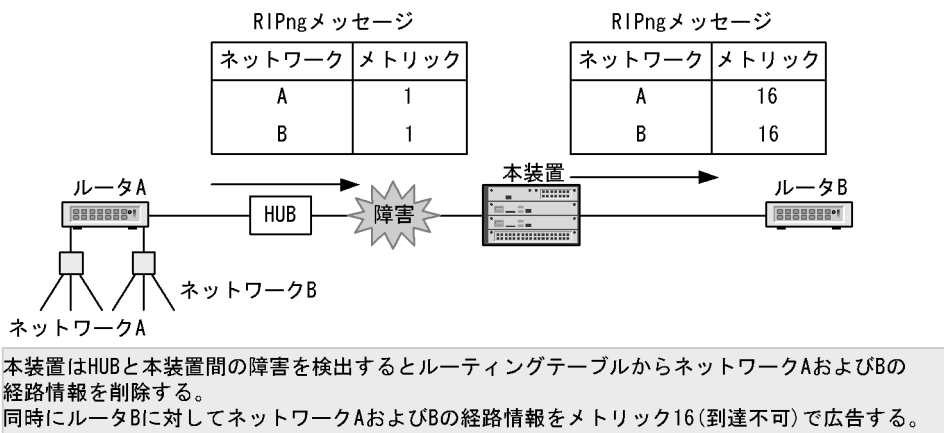 RIPngメッセージ
ネットワーク メトリック
A 1
B 1
RIPngメッセージ
ネットワーク メトリック
A 16
B 16
ルータA
HUB
障害
本装置
ルータB
ネットワークB
ネットワークA
本装置はHUBと本装置間の障害を検出するとルーティングテーブルからネットワークAおよびBの
経路情報を削除する。
同時にルータBに対してネットワークAおよびBの経路情報をメトリック16(到達不可)で広告する。